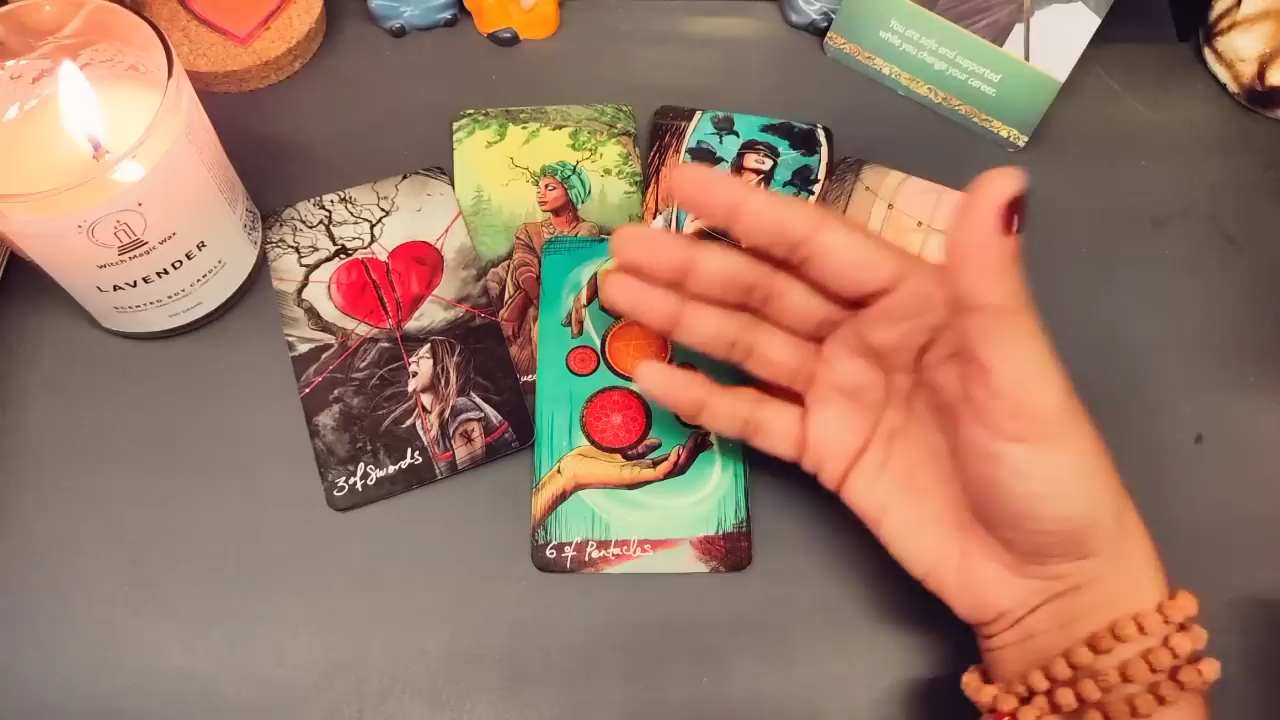 You are safe and supported
while you change your career.
Witch Magic Wax
LAVENDER
SCENTED SOY CANDLE
3 of Swords
6 of Pentacles